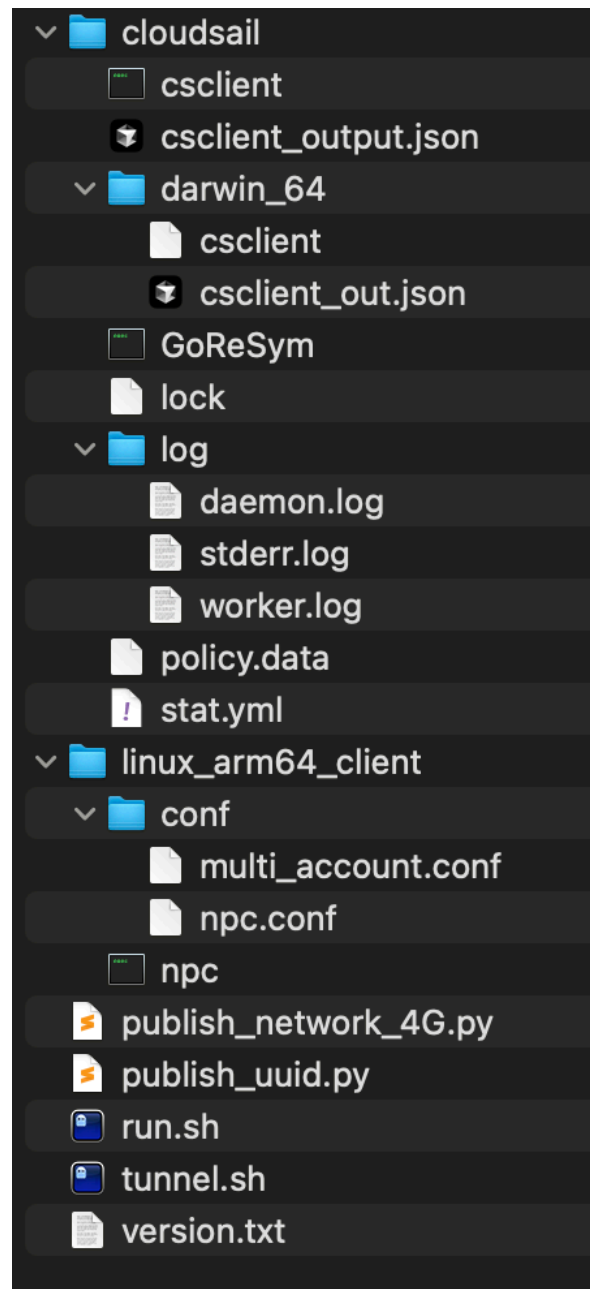 cloudsail
csclient
csclient_output.json
darwin_64
csclient
csclient_out.json
GoReSym
lock
log
daemon.log
stderr.log
worker.log
policy.data
stat.yml
linux_arm64_client
conf
multi_account.conf
npc.conf
npc
publish_network_4G.py
publish_uuid.py
run.sh
tunnel.sh
version.txt